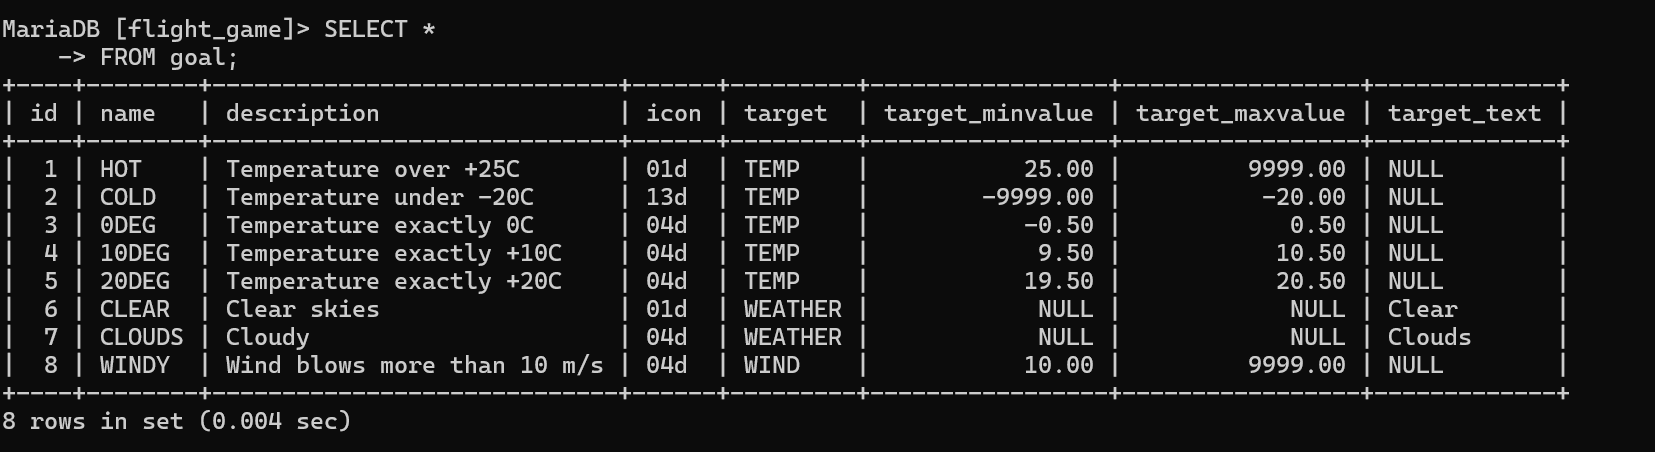 MariaDB [flight_game]> SELECT *
    -> FROM goal;
+----+--------+-----------------------------+------+---------+-----------------+-----------------+-------------+
| id | name   | description                 | icon | target  | target_minvalue | target_maxvalue | target_text |
+----+--------+-----------------------------+------+---------+-----------------+-----------------+-------------+
|  1 | HOT    | Temperature over +25C       | 01d  | TEMP    |           25.00 |         9999.00 | NULL        |
|  2 | COLD   | Temperature under -20C      | 13d  | TEMP    |        -9999.00 |          -20.00 | NULL        |
|  3 | 0DEG   | Temperature exactly 0C      | 04d  | TEMP    |           -0.50 |            0.50 | NULL        |
|  4 | 10DEG  | Temperature exactly +10C    | 04d  | TEMP    |            9.50 |           10.50 | NULL        |
|  5 | 20DEG  | Temperature exactly +20C    | 04d  | TEMP    |           19.50 |           20.50 | NULL        |
|  6 | CLEAR  | Clear skies                 | 01d  | WEATHER |            NULL |            NULL | Clear       |
|  7 | CLOUDS | Cloudy                      | 04d  | WEATHER |            NULL |            NULL | Clouds      |
|  8 | WINDY  | Wind blows more than 10 m/s | 04d  | WIND    |           10.00 |         9999.00 | NULL        |
+----+--------+-----------------------------+------+---------+-----------------+-----------------+-------------+
8 rows in set (0.004 sec)